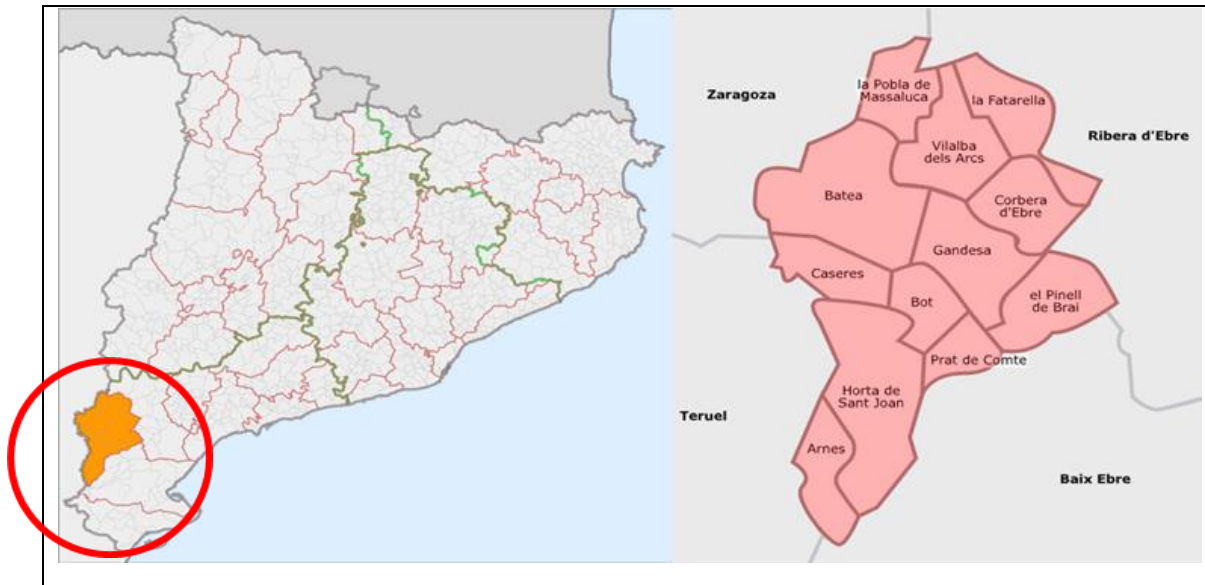 la Pobla de
Massaluca
la Fatarella
Zaragoza
Ribera d'Ebre
Vilalba
dels Arcs
Batea
Corbera
d'Ebre
Gandesa
Caseres
Bot
el Pinell
de Brai
Prat de Comte
Horta de
Sant Joan
Teruel
Arnes
Baix Ebre